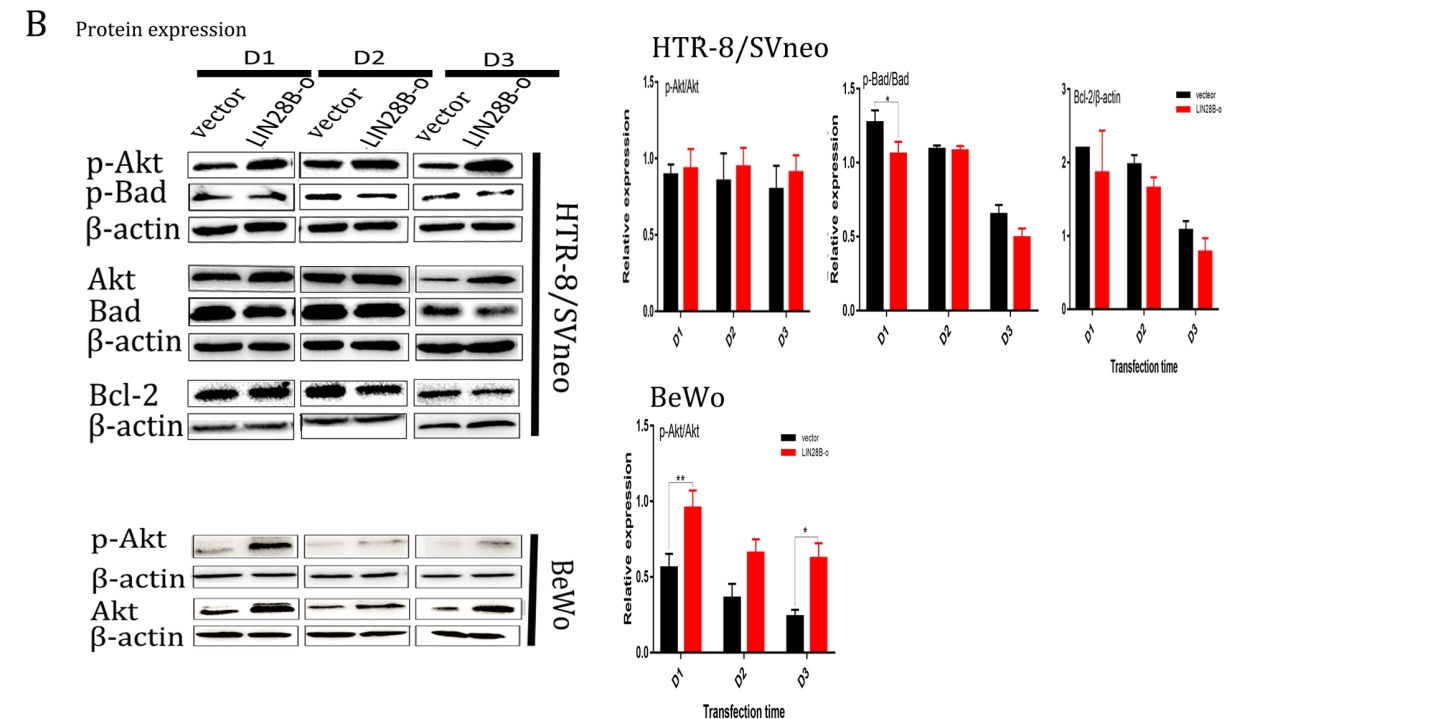 B Protein expression
D1 D2 D3
vector LIN28B-o vector LIN28B-o vector LIN28B-o
p-Akt
p-Bad
β-actin
Akt
Bad
β-actin
Bcl-2
β-actin
HTR-8/SVneo
p-Akt
β-actin
Akt
β-actin
BeWo
HTR-8/SVneo
p-Akt/Akt
Relative expression
1.5
1.0
0.5
0.0
D1 D2 D3
p-Bad/Bad
Relative expression
1.5
1.0
0.5
0.0
*
D1 D2 D3
Bcl-2/β-actin
Relative expression
3
2
1
0
vecteor
LIN28B-o
D1 D2 D3
Transfection time
BeWo
p-Akt/Akt
Relative expression
1.5
1.0
0.5
0.0
vector
LIN28B-o
**
*
D1 D2 D3
Transfection time